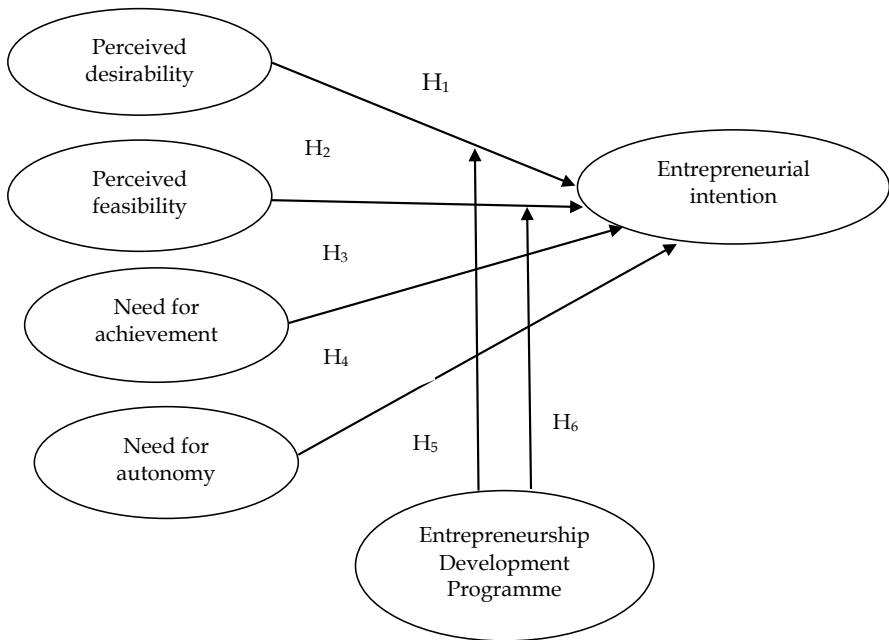 Perceived
desirability
H₁
H₂
Perceived
feasibility
Entrepreneurial
intention
H₃
Need for
achievement
H₄
Need for
autonomy
H₅
H₆
Entrepreneurship
Development
Programme